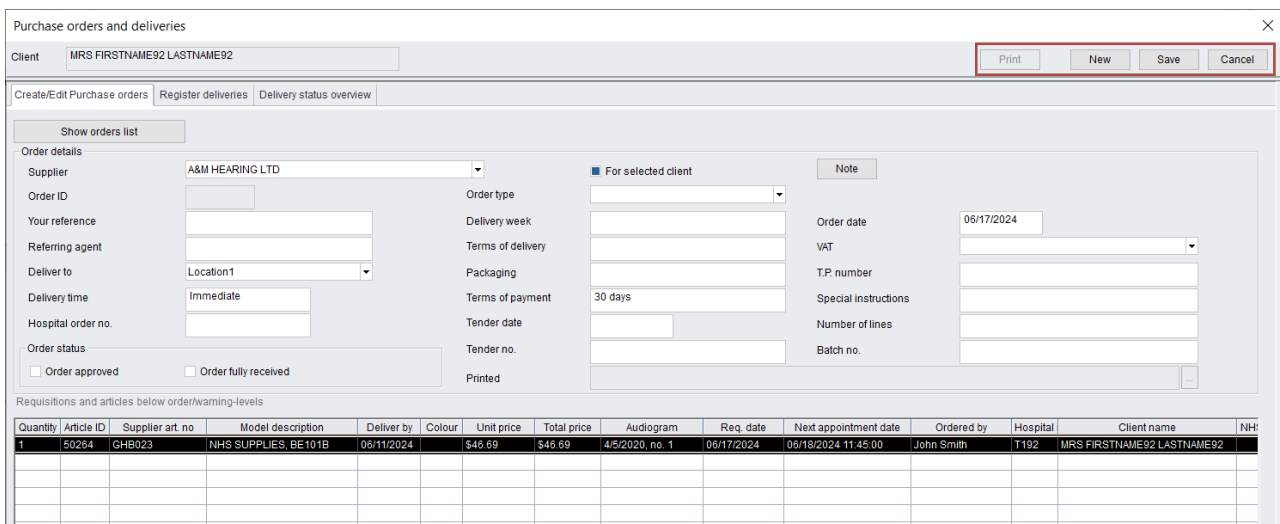 Purchase orders and deliveries
Client MRS FIRSTNAME92 LASTNAME92 Print New Save Cancel
Create/Edit Purchase orders Register deliveries Delivery status overview
Show orders list
Order details
Supplier A&M HEARING LTD For selected client Note
Order ID Order type
Your reference Delivery week Order date 06/17/2024
Referring agent Terms of delivery VAT
Deliver to Location1 Packaging T.P. number
Delivery time Immediate Terms of payment 30 days Special instructions
Hospital order no. Tender date Number of lines
Order status Tender no. Batch no.
Order approved Order fully received Printed ...
Requisitions and articles below order/warning-levels
Quantity Article ID Supplier art. no Model description Deliver by Colour Unit price Total price Audiogram Req. date Next appointment date Ordered by Hospital Client name NHS
1 50264 GHB023 NHS SUPPLIES, BE101B 06/11/2024 $46.69 $46.69 4/5/2020, no. 1 06/17/2024 06/18/2024 11:45:00 John Smith T192 MRS FIRSTNAME92 LASTNAME92